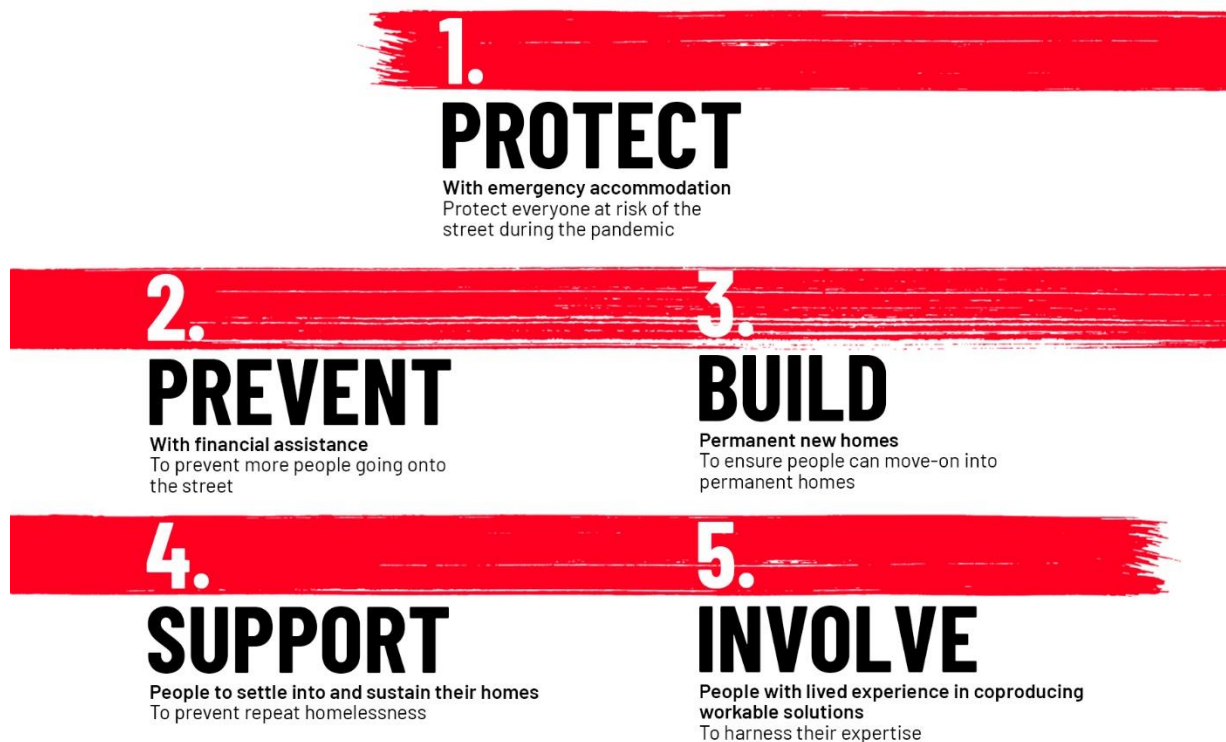 1.
PROTECT
With emergency accommodation
Protect everyone at risk of the
street during the pandemic
2.
PREVENT
With financial assistance
To prevent more people going onto
the street
3.
BUILD
Permanent new homes
To ensure people can move-on into
permanent homes
4.
SUPPORT
People to settle into and sustain their homes
To prevent repeat homelessness
5.
INVOLVE
People with lived experience in coproducing
workable solutions
To harness their expertise